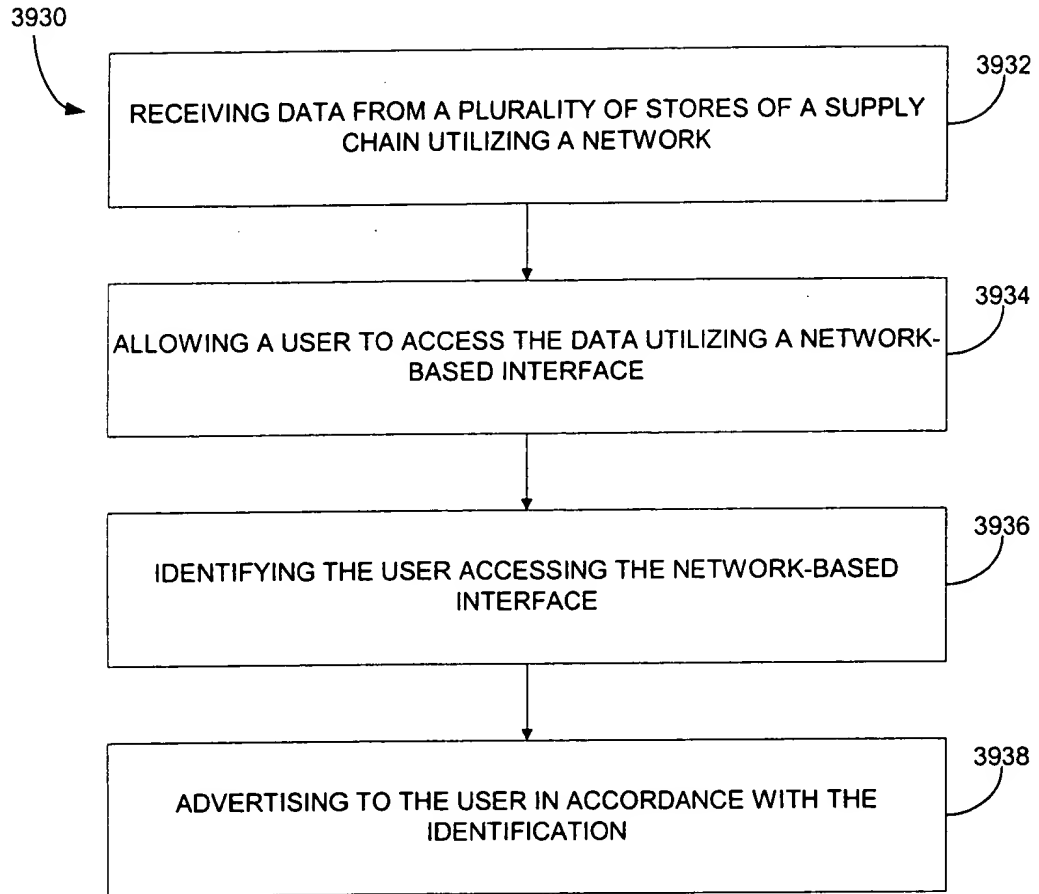 3930
3932
RECEIVING DATA FROM A PLURALITY OF STORES OF A SUPPLY
CHAIN UTILIZING A NETWORK
3934
ALLOWING A USER TO ACCESS THE DATA UTILIZING A NETWORK-
BASED INTERFACE
3936
IDENTIFYING THE USER ACCESSING THE NETWORK-BASED
INTERFACE
3938
ADVERTISING TO THE USER IN ACCORDANCE WITH THE
IDENTIFICATION